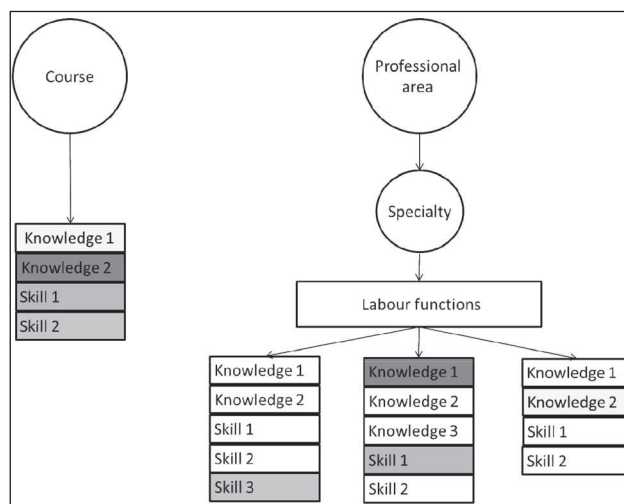 Course
Knowledge 1
Knowledge 2
Skill 1
Skill 2
Professional
area
Specialty
Labour functions
Knowledge 1
Knowledge 2
Skill 1
Skill 2
Skill 3
Knowledge 1
Knowledge 2
Knowledge 3
Skill 1
Skill 2
Knowledge 1
Knowledge 2
Skill 1
Skill 2